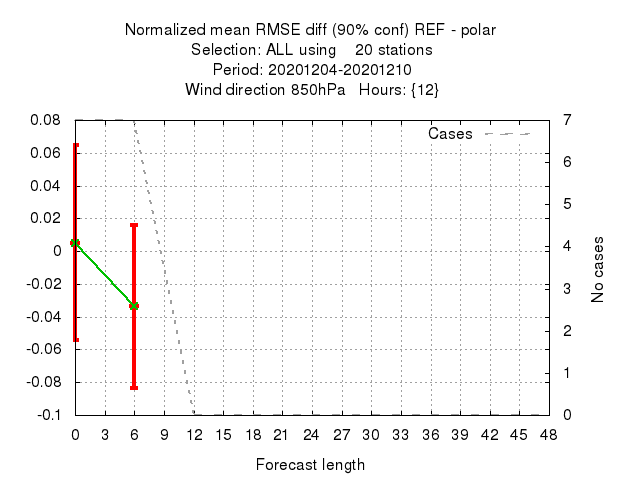 Normalized mean RMSE diff (90% conf) REF - polar
Selection: ALL using    20 stations
Period: 20201204-20201210
Wind direction 850hPa   Hours: {12}
Cases
0.08
0.06
0.04
0.02
0
-0.02
-0.04
-0.06
-0.08
-0.1
7
6
5
4
3
2
1
0
No cases
0 3 6 9 12 15 18 21 24 27 30 33 36 39 42 45 48
Forecast length